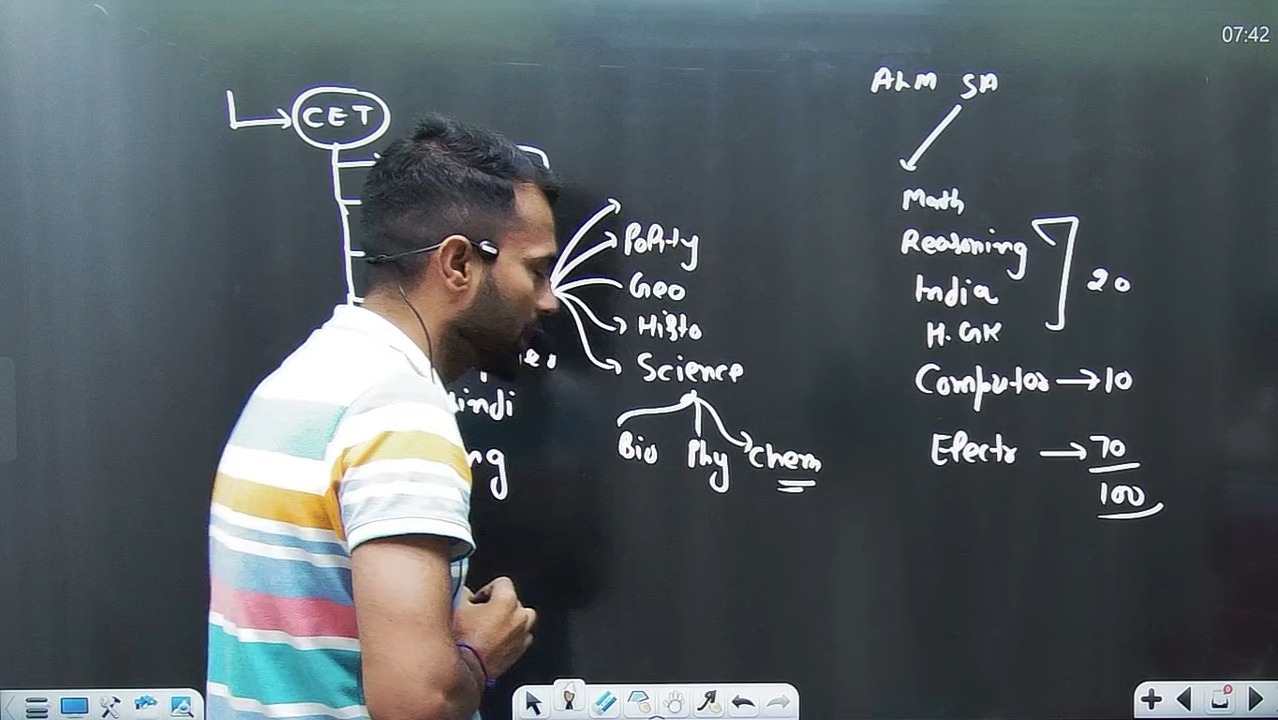 07:42
CET
Polity
Geo
Histo
Science
Bio Phy Chem
ALM SA
Math
Reasoning
India
H.GK
20
Computer → 10
Electr → 70
100